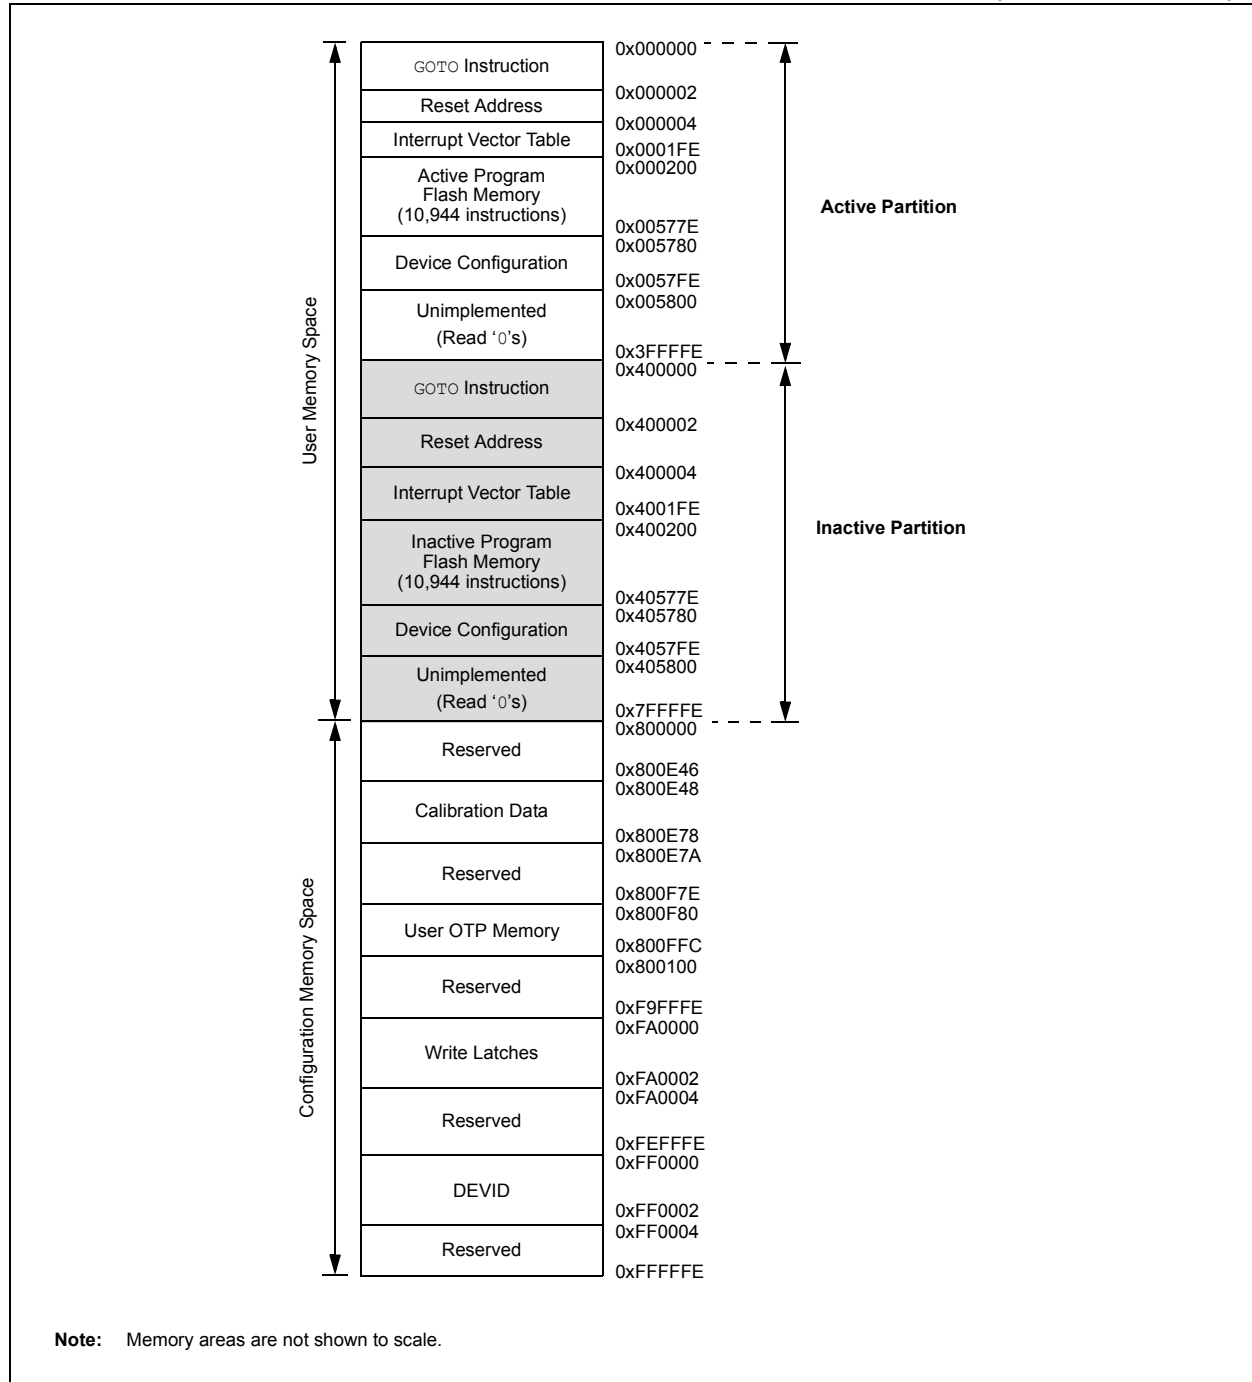 0x000000
GOTO Instruction
0x000002
Reset Address
0x000004
Interrupt Vector Table
0x0001FE
0x000200
Active Program
Flash Memory
(10,944 instructions)
Active Partition
0x00577E
0x005780
Device Configuration
0x0057FE
0x005800
Unimplemented
(Read ‘0’s)
User Memory Space
0x3FFFFE
0x400000
GOTO Instruction
0x400002
Reset Address
0x400004
Interrupt Vector Table
0x4001FE
0x400200
Inactive Partition
Inactive Program
Flash Memory
(10,944 instructions)
0x40577E
0x405780
Device Configuration
0x4057FE
0x405800
Unimplemented
(Read ‘0’s)
0x7FFFFE
0x800000
Reserved
0x800E46
0x800E48
Calibration Data
0x800E78
0x800E7A
Reserved
0x800F7E
0x800F80
User OTP Memory
0x800FFC
0x800100
Reserved
Configuration Memory Space
0xF9FFFE
0xFA0000
Write Latches
0xFA0002
0xFA0004
Reserved
0xFEFFFE
0xFF0000
DEVID
0xFF0002
0xFF0004
Reserved
0xFFFFFE
Note: Memory areas are not shown to scale.